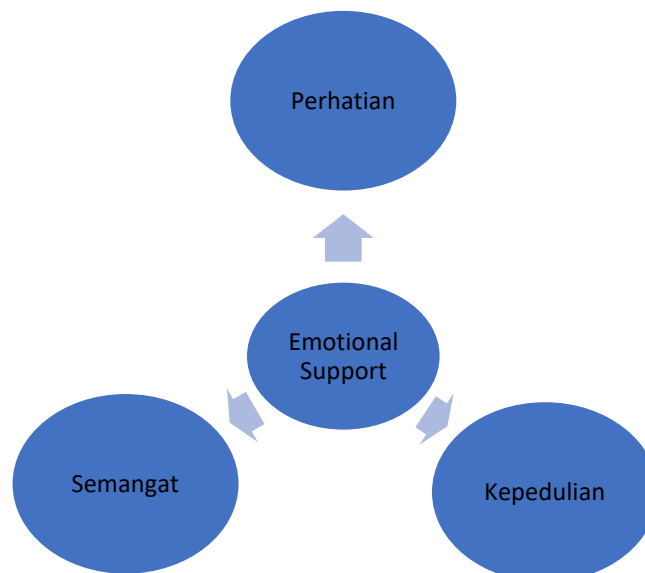 Perhatian
Emotional
Support
Semangat
Kepedulian